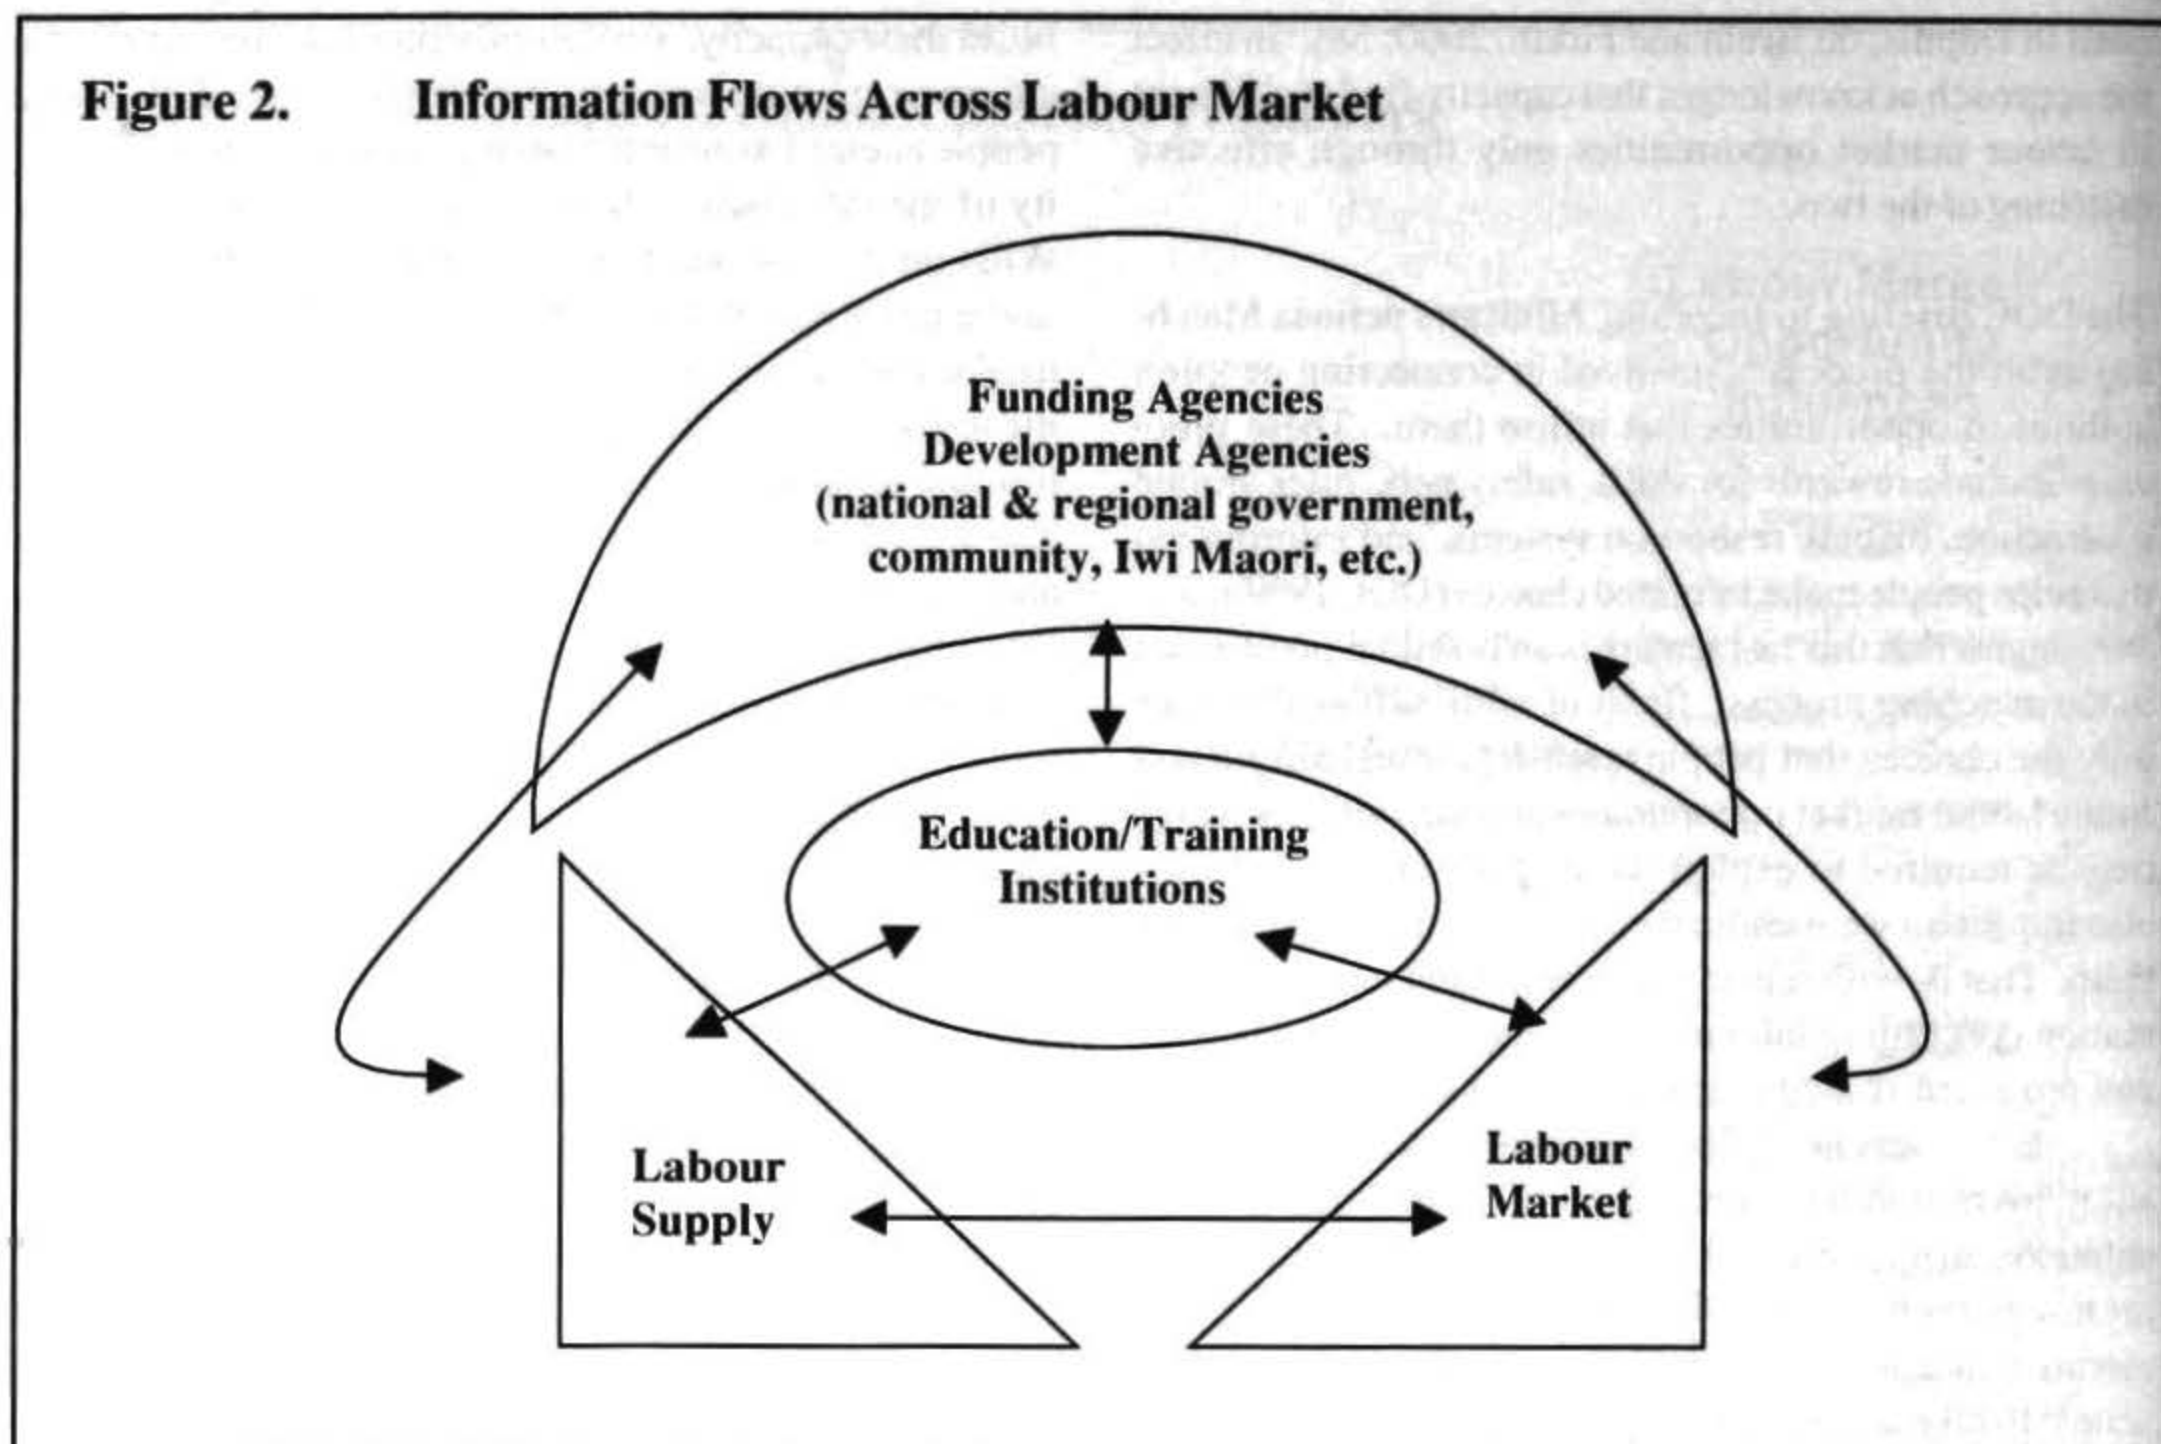 Figure 2. Information Flows Across Labour Market
Funding Agencies
Development Agencies
(national & regional government,
community, Iwi Maori, etc.)
Education/Training
Institutions
Labour
Supply
Labour
Market